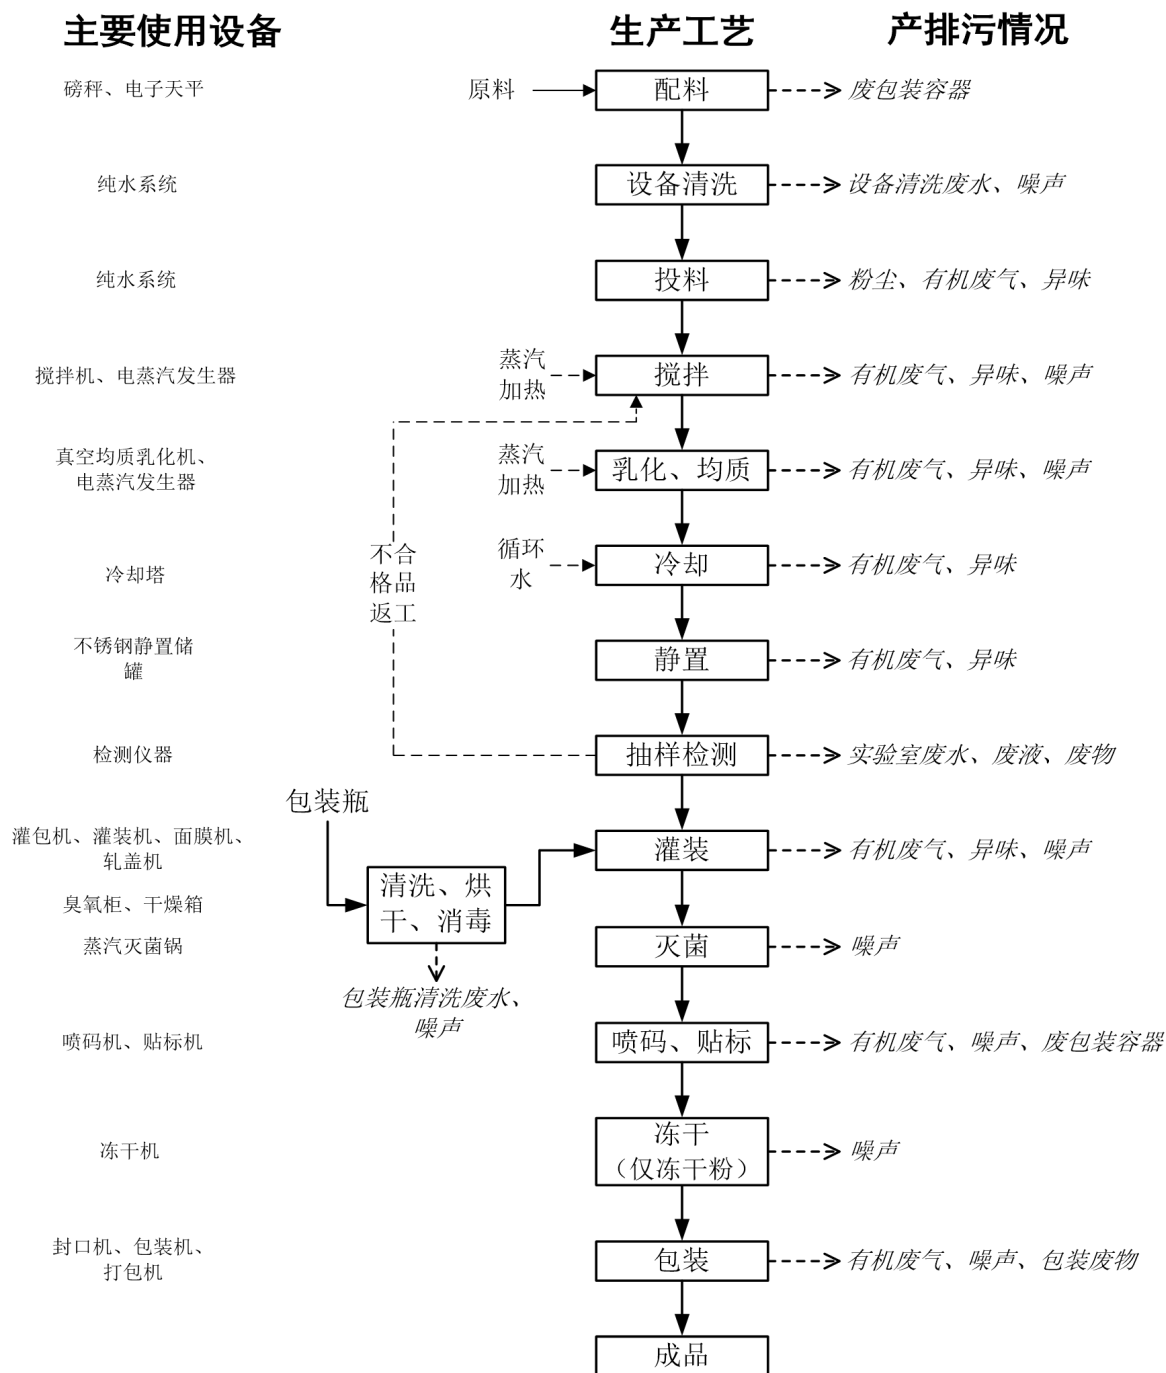 主要使用设备
生产工艺
产排污情况
磅秤、电子天平
原料
配料
废包装容器
纯水系统
设备清洗
设备清洗废水、噪声
纯水系统
投料
粉尘、有机废气、异味
搅拌机、电蒸汽发生器
蒸汽
加热
搅拌
有机废气、异味、噪声
真空均质乳化机、
电蒸汽发生器
蒸汽
加热
乳化、均质
有机废气、异味、噪声
冷却塔
不合
格品
返工
循环
水
冷却
有机废气、异味
不锈钢静置储
罐
静置
有机废气、异味
检测仪器
抽样检测
实验室废水、废液、废物
包装瓶
灌包机、灌装机、面膜机、
轧盖机
灌装
有机废气、异味、噪声
臭氧柜、干燥箱
清洗、烘
干、消毒
包装瓶清洗废水、
噪声
蒸汽灭菌锅
灭菌
噪声
喷码机、贴标机
喷码、贴标
有机废气、噪声、废包装容器
冻干机
冻干
（仅冻干粉）
噪声
封口机、包装机、
打包机
包装
有机废气、噪声、包装废物
成品